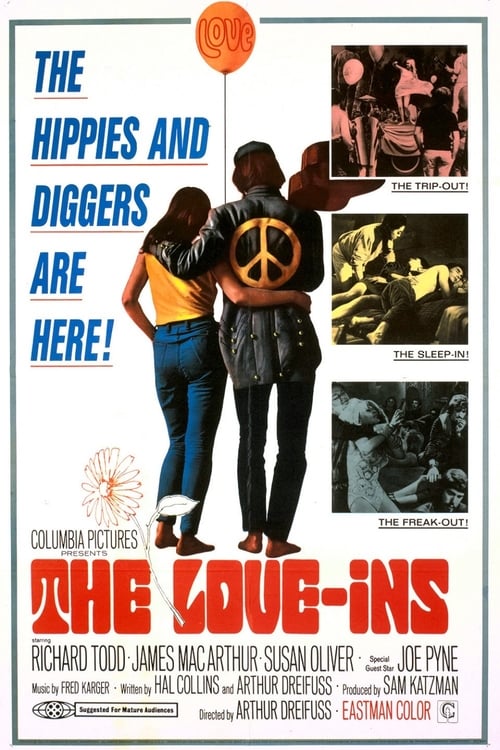 LOVE
THE
HIPPIES AND
DIGGERS
ARE
HERE!
THE TRIP-OUT!
THE SLEEP-IN!
THE FREAK-OUT!
COLUMBIA PICTURES
PRESENTS
THE LOVE-iNS
starring
RICHARD TODD · JAMES MACARTHUR · SUSAN OLIVER · Special Guest Star JOE PYNE
Music by FRED KARGER · Written by HAL COLLINS and ARTHUR DREIFUSS · Produced by SAM KATZMAN
Suggested For Mature Audiences
Directed by ARTHUR DREIFUSS · EASTMAN COLOR